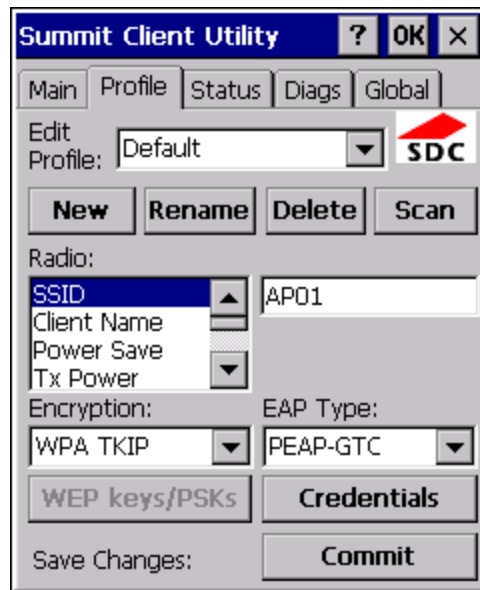 Summit Client Utility ? OK ×
Main Profile Status Diags Global
Edit
Profile: Default
SDC
New Rename Delete Scan
Radio:
SSID AP01
Client Name
Power Save
Tx Power
Encryption: EAP Type:
WPA TKIP PEAP-GTC
WEP keys/PSKs Credentials
Save Changes: Commit